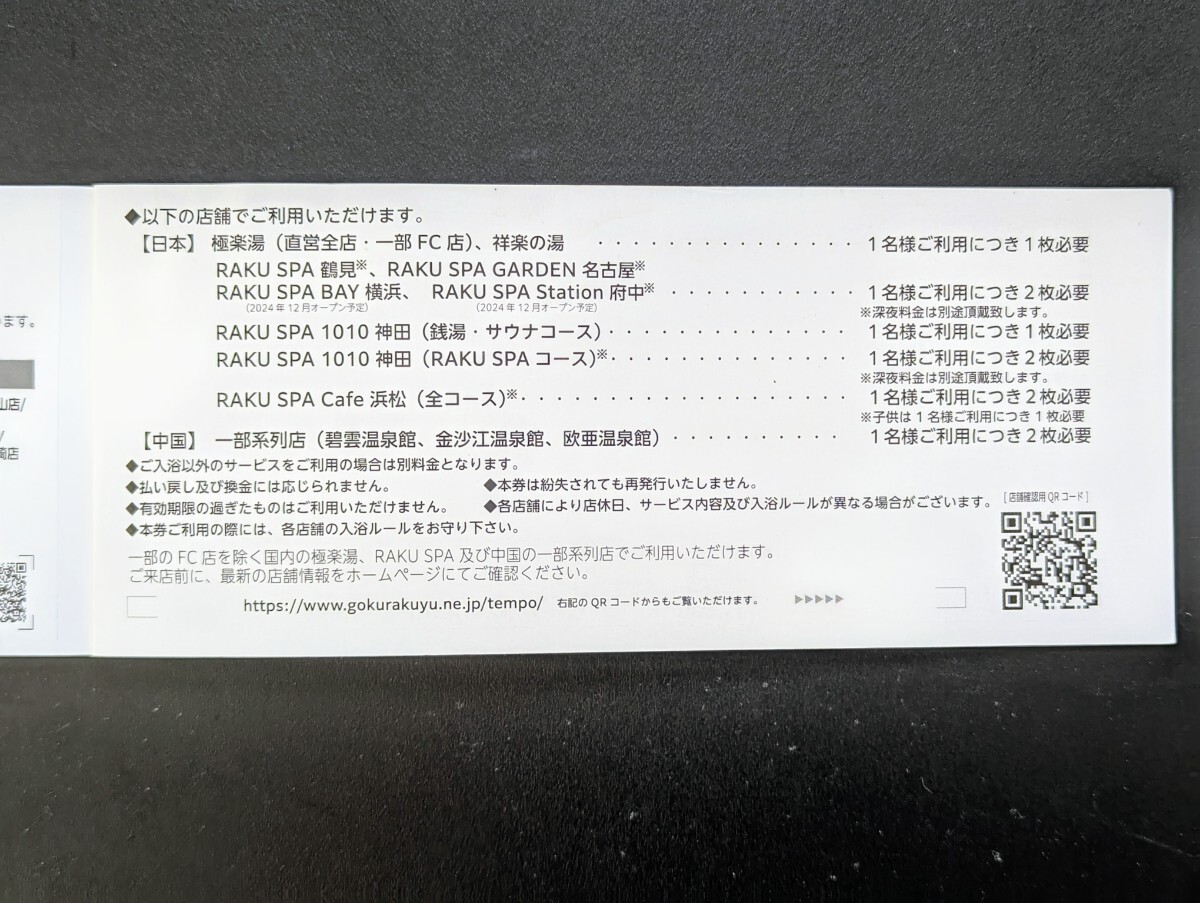 ◆以下の店舗でご利用いただけます。
【日本】 極楽湯（直営全店・一部 FC 店）、祥楽の湯 ・・・・・・・・・・・・・・・ 1 名様ご利用につき 1 枚必要
RAKU SPA 鶴見※、RAKU SPA GARDEN 名古屋※
RAKU SPA BAY 横浜、 RAKU SPA Station 府中※ ・・・・・・・・・・・ 1 名様ご利用につき 2 枚必要
（2024 年 12 月オープン予定） （2024 年 12 月オープン予定）
※深夜料金は別途頂戴致します。
RAKU SPA 1010 神田（銭湯・サウナコース）・・・・・・・・・・・・・・ 1 名様ご利用につき 1 枚必要
RAKU SPA 1010 神田（RAKU SPA コース）※・・・・・・・・・・・・・・ 1 名様ご利用につき 2 枚必要
※深夜料金は別途頂戴致します。
RAKU SPA Cafe 浜松（全コース）※・・・・・・・・・・・・・・・・・・・ 1 名様ご利用につき 2 枚必要
※子供は 1 名様ご利用につき 1 枚必要
【中国】 一部系列店（碧雲温泉館、金沙江温泉館、欧亜温泉館）・・・・・・・・・・ 1 名様ご利用につき 2 枚必要
◆ご入浴以外のサービスをご利用の場合は別料金となります。
◆払い戻し及び換金には応じられません。 ◆本券は紛失されても再発行いたしません。
◆有効期限の過ぎたものはご利用いただけません。 ◆各店舗により店休日、サービス内容及び入浴ルールが異なる場合がございます。
◆本券ご利用の際には、各店舗の入浴ルールをお守り下さい。
[ 店舗確認用 QR コード ]
一部の FC 店を除く国内の極楽湯、RAKU SPA 及び中国の一部系列店でご利用いただけます。
ご来店前に、最新の店舗情報をホームページにてご確認ください。
https://www.gokurakuyu.ne.jp/tempo/ 右記の QR コードからもご覧いただけます。
ます。
山店/
店